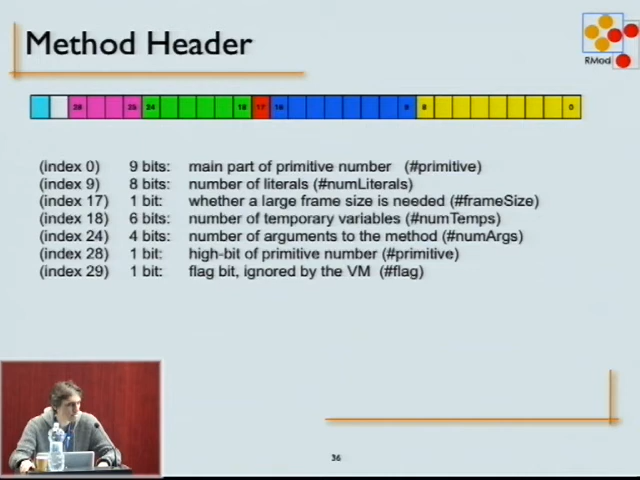 Method Header
RMod
28 25 24 18 17 16 9 8 0
(index 0) 9 bits: main part of primitive number (#primitive)
(index 9) 8 bits: number of literals (#numLiterals)
(index 17) 1 bit: whether a large frame size is needed (#frameSize)
(index 18) 6 bits: number of temporary variables (#numTemps)
(index 24) 4 bits: number of arguments to the method (#numArgs)
(index 28) 1 bit: high-bit of primitive number (#primitive)
(index 29) 1 bit: flag bit, ignored by the VM (#flag)
36